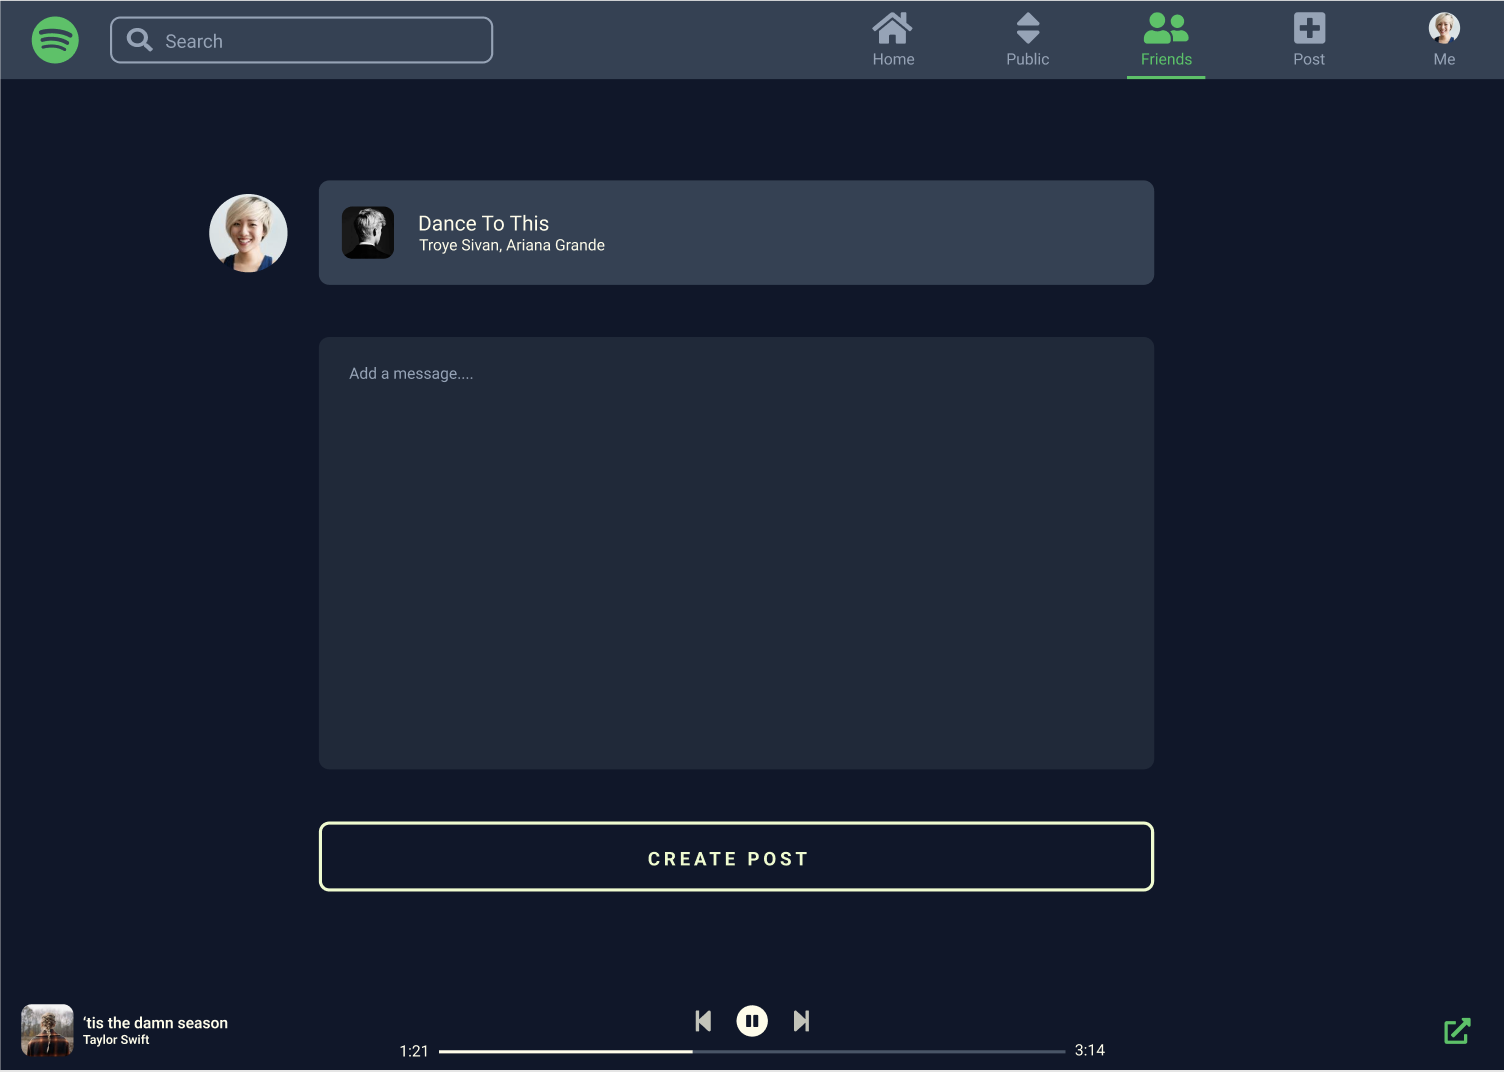 Search
Home
Public
Friends
Post
Me
Dance To This
Troye Sivan, Ariana Grande
Add a message....
CREATE POST
‘tis the damn season
Taylor Swift
1:21
3:14